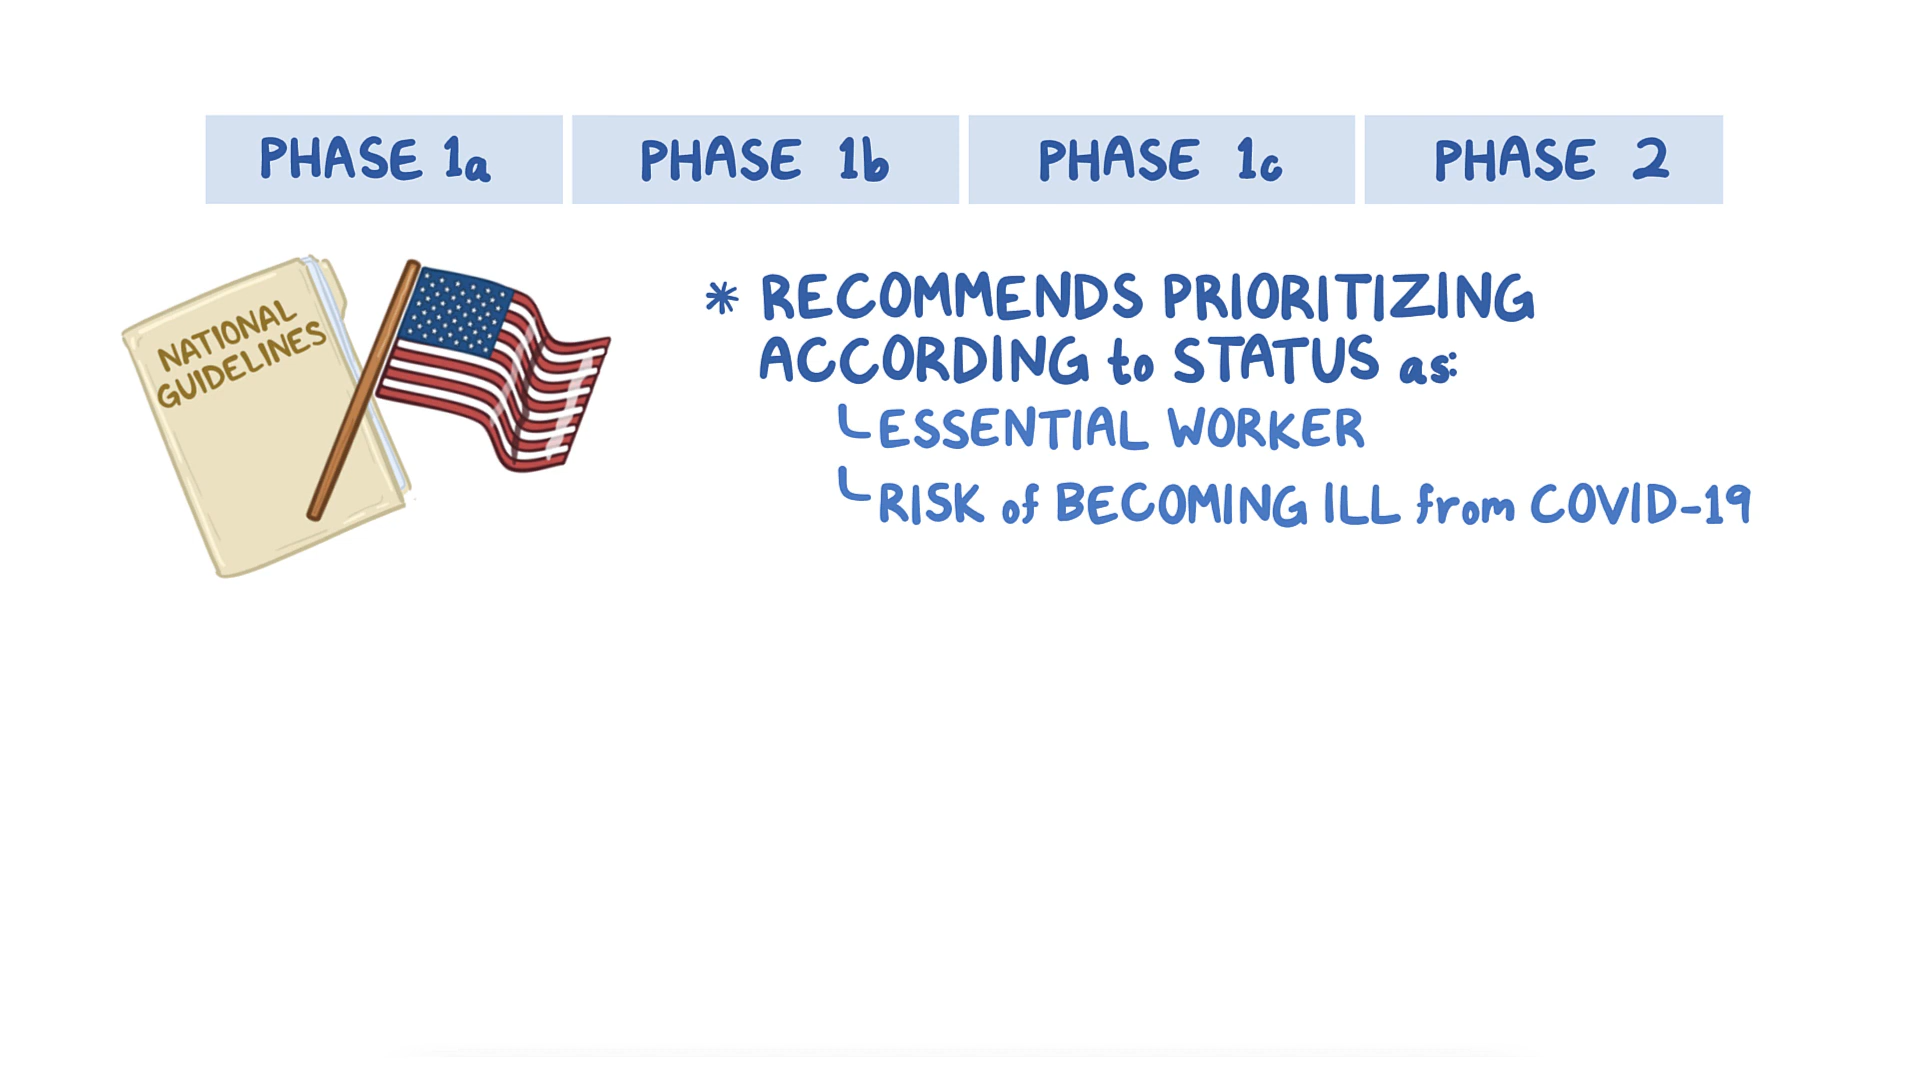 PHASE 1a PHASE 1b PHASE 1c PHASE 2
NATIONAL
GUIDELINES
* RECOMMENDS PRIORITIZING
ACCORDING to STATUS as:
ESSENTIAL WORKER
RISK of BECOMING ILL from COVID-19